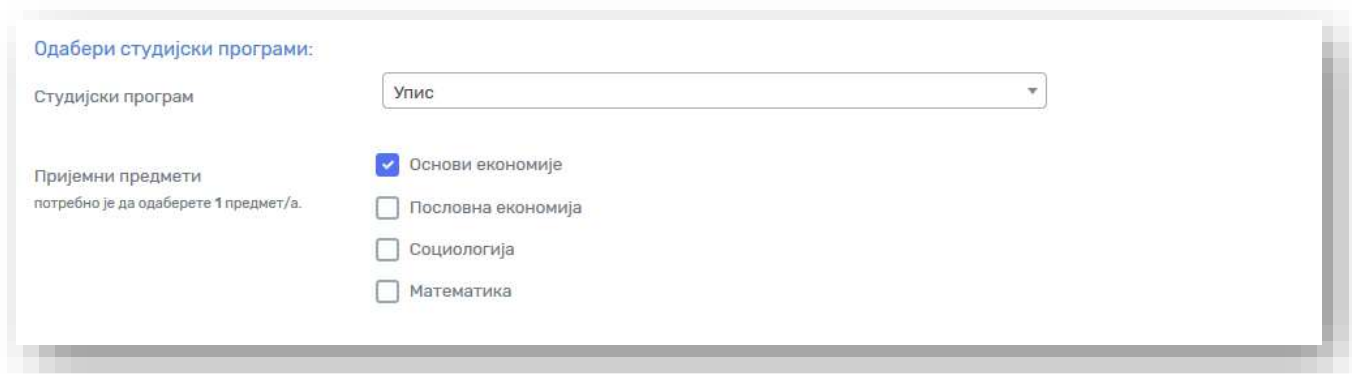 Одабери студијски програми:
Студијски програм
Упис
Пријемни предмети
потребно је да одаберете 1 предмет/а.
Основи економије
Пословна економија
Социологија
Математика